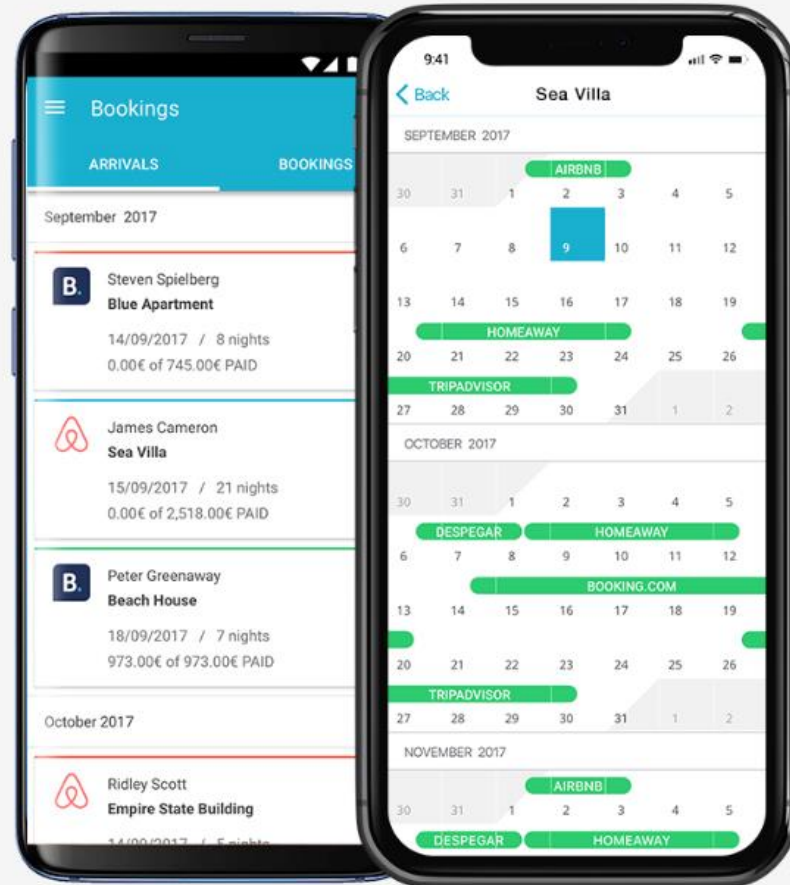 Bookings
ARRIVALS
BOOKINGS
September 2017
B.
Steven Spielberg
Blue Apartment
14/09/2017 / 8 nights
0.00€ of 745.00€ PAID
James Cameron
Sea Villa
15/09/2017 / 21 nights
0.00€ of 2,518.00€ PAID
B.
Peter Greenaway
Beach House
18/09/2017 / 7 nights
973.00€ of 973.00€ PAID
October 2017
Ridley Scott
Empire State Building
14/09/2017 / 5 nights
9:41
Back
Sea Villa
SEPTEMBER 2017
AIRBNB
30 31 1 2 3 4 5
6 7 8 9 10 11 12
13 14 15 16 17 18 19
HOMEAWAY
20 21 22 23 24 25 26
TRIPADVISOR
27 28 29 30 31 1 2
OCTOBER 2017
30 31 1 2 3 4 5
DESPEGAR HOMEAWAY
6 7 8 9 10 11 12
BOOKING.COM
13 14 15 16 17 18 19
20 21 22 23 24 25 26
TRIPADVISOR
27 28 29 30 31 1 2
NOVEMBER 2017
AIRBNB
30 31 1 2 3 4 5
DESPEGAR HOMEAWAY